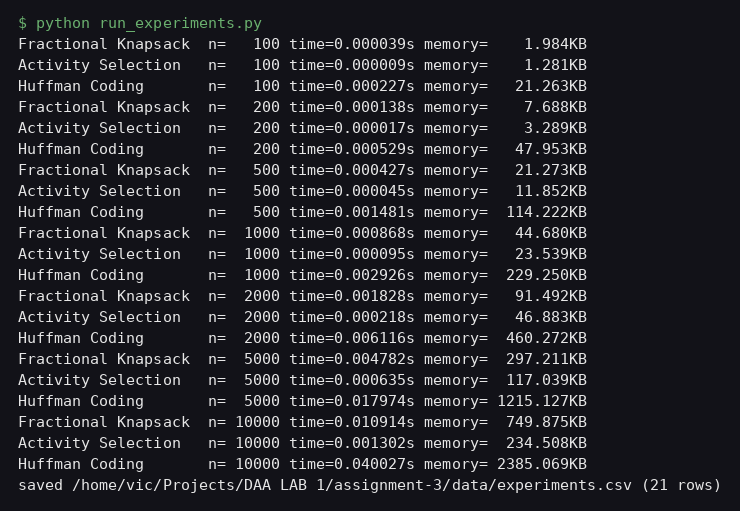 $ python run_experiments.py
Fractional Knapsack  n=   100 time=0.000039s memory=    1.984KB
Activity Selection   n=   100 time=0.000009s memory=    1.281KB
Huffman Coding       n=   100 time=0.000227s memory=   21.263KB
Fractional Knapsack  n=   200 time=0.000138s memory=    7.688KB
Activity Selection   n=   200 time=0.000017s memory=    3.289KB
Huffman Coding       n=   200 time=0.000529s memory=   47.953KB
Fractional Knapsack  n=   500 time=0.000427s memory=   21.273KB
Activity Selection   n=   500 time=0.000045s memory=   11.852KB
Huffman Coding       n=   500 time=0.001481s memory=  114.222KB
Fractional Knapsack  n=  1000 time=0.000868s memory=   44.680KB
Activity Selection   n=  1000 time=0.000095s memory=   23.539KB
Huffman Coding       n=  1000 time=0.002926s memory=  229.250KB
Fractional Knapsack  n=  2000 time=0.001828s memory=   91.492KB
Activity Selection   n=  2000 time=0.000218s memory=   46.883KB
Huffman Coding       n=  2000 time=0.006116s memory=  460.272KB
Fractional Knapsack  n=  5000 time=0.004782s memory=  297.211KB
Activity Selection   n=  5000 time=0.000635s memory=  117.039KB
Huffman Coding       n=  5000 time=0.017974s memory= 1215.127KB
Fractional Knapsack  n= 10000 time=0.010914s memory=  749.875KB
Activity Selection   n= 10000 time=0.001302s memory=  234.508KB
Huffman Coding       n= 10000 time=0.040027s memory= 2385.069KB
saved /home/vic/Projects/DAA LAB 1/assignment-3/data/experiments.csv (21 rows)